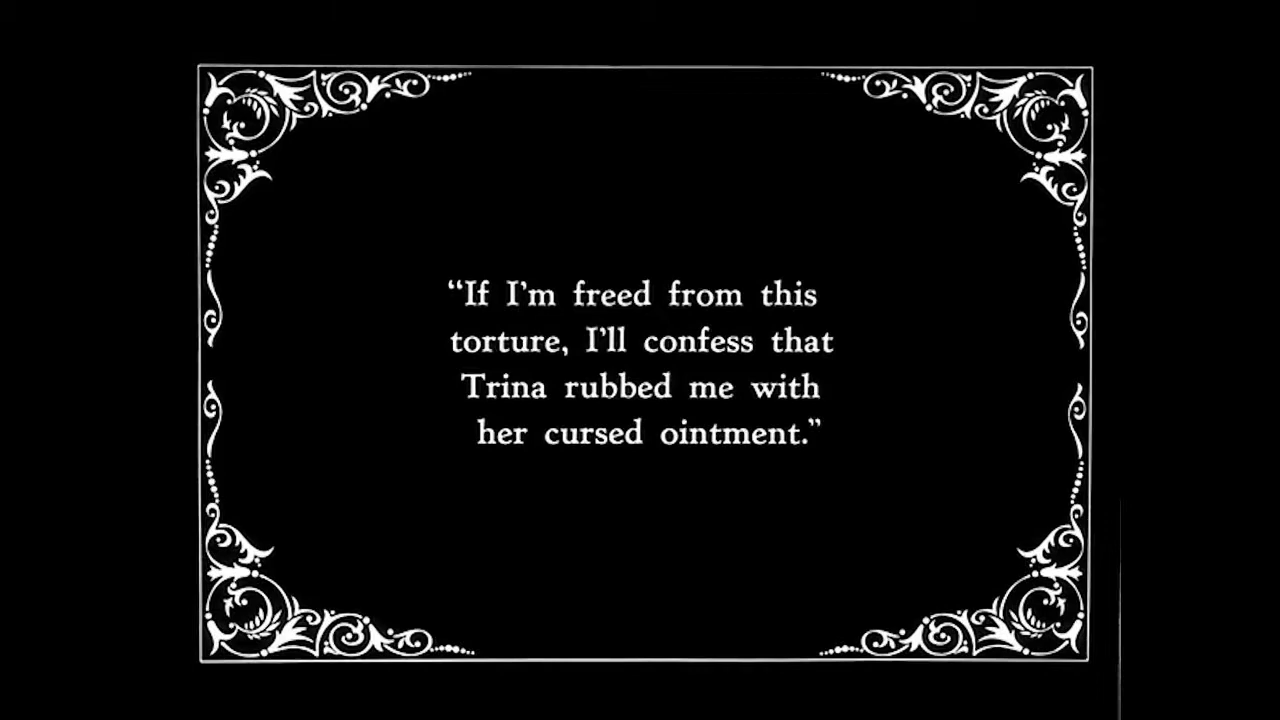 “If I’m freed from this
torture, I’ll confess that
Trina rubbed me with
her cursed ointment.”